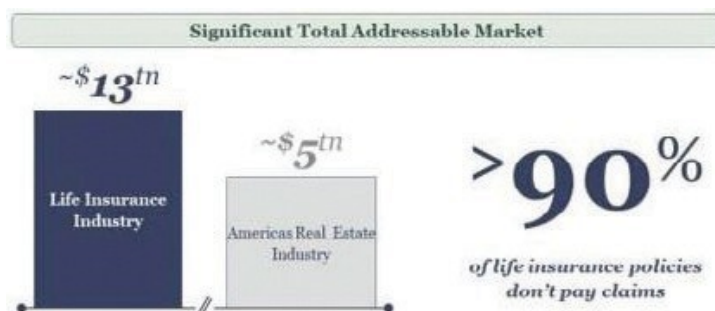 Significant Total Addressable Market
~$13tn
Life Insurance
Industry
~$5tn
Americas Real Estate
Industry
>90%
of life insurance policies
don't pay claims